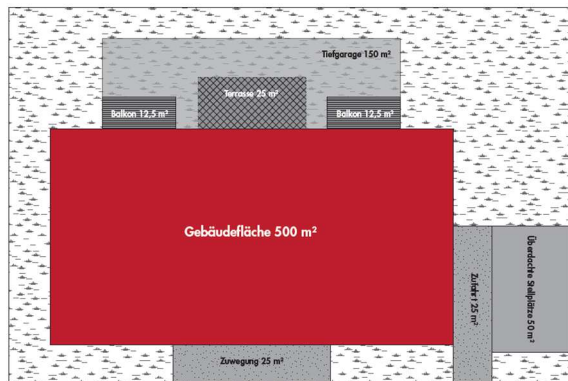 Tiefgarage 150 m²
Terrasse 25 m²
Balkon 12,5 m²
Balkon 12,5 m²
Gebäudefläche 500 m²
Zufahrt 25 m²
Überdachte Stellplätze 50 m²
Zuwegung 25 m²